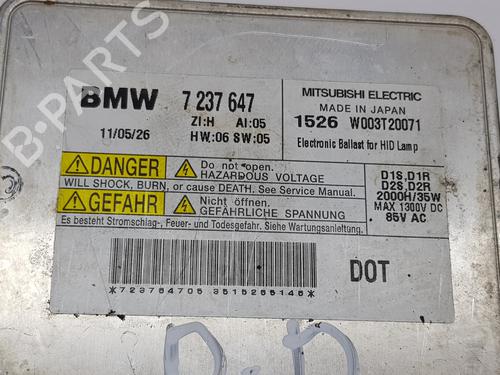 B-PARTS
BMW 7 237 647
ZI:H AI:05
11/05/26 HW:06 SW:05
MITSUBISHI ELECTRIC
MADE IN JAPAN
1526 W003T20071
Electronic Ballast for HID Lamp
DANGER Do not open.
HAZARDOUS VOLTAGE
WILL SHOCK, BURN, or cause DEATH. See Service Manual.
GEFAHR Nicht öffnen.
GEFÄHRLICHE SPANNUNG
Es besteht Stromschlag-, Feuer- und Todesgefahr. Siehe Wartungsanleitung.
D1S,D1R
D2S,D2R
2000H/35W
MAX 1300V DC
85V AC
*723764705 3515265146*
DOT